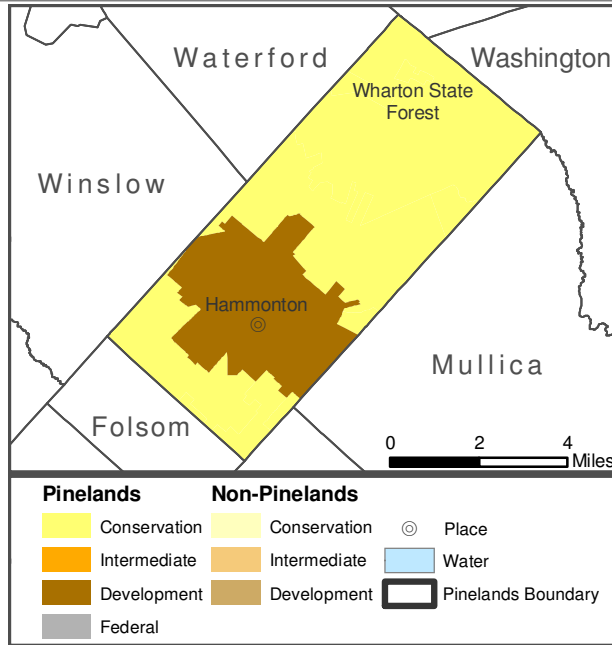 Waterford
Washington
Wharton State
Forest
Winslow
Hammonton
Mullica
Folsom
0 2 4
Miles
Pinelands Non-Pinelands
Conservation Conservation Place
Intermediate Intermediate Water
Development Development Pinelands Boundary
Federal